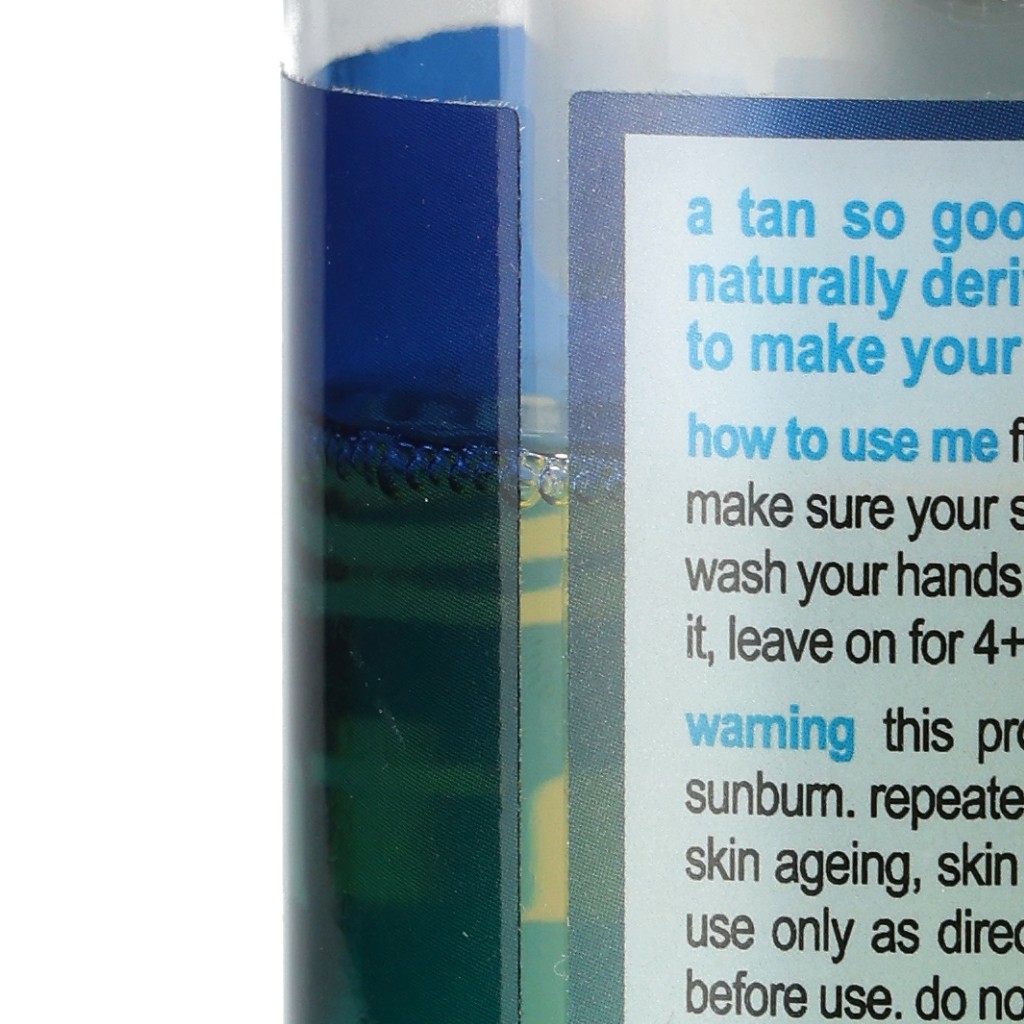 a tan so goo
naturally deri
to make your
how to use me fi
make sure your s
wash your hands
it, leave on for 4+
warning this pro
sunburn. repeate
skin ageing, skin
use only as direc
before use. do no